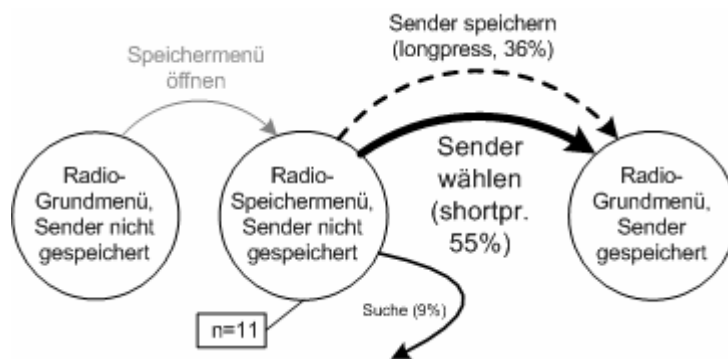 Sender speichern
(longpress, 36%)
Speichermenü
öffnen
Radio-
Grundmenü,
Sender nicht
gespeichert
Radio-
Speichermenü,
Sender nicht
gespeichert
Sender
wählen
(shortpr.
55%)
Radio-
Grundmenü,
Sender
gespeichert
Suche (9%)
n=11